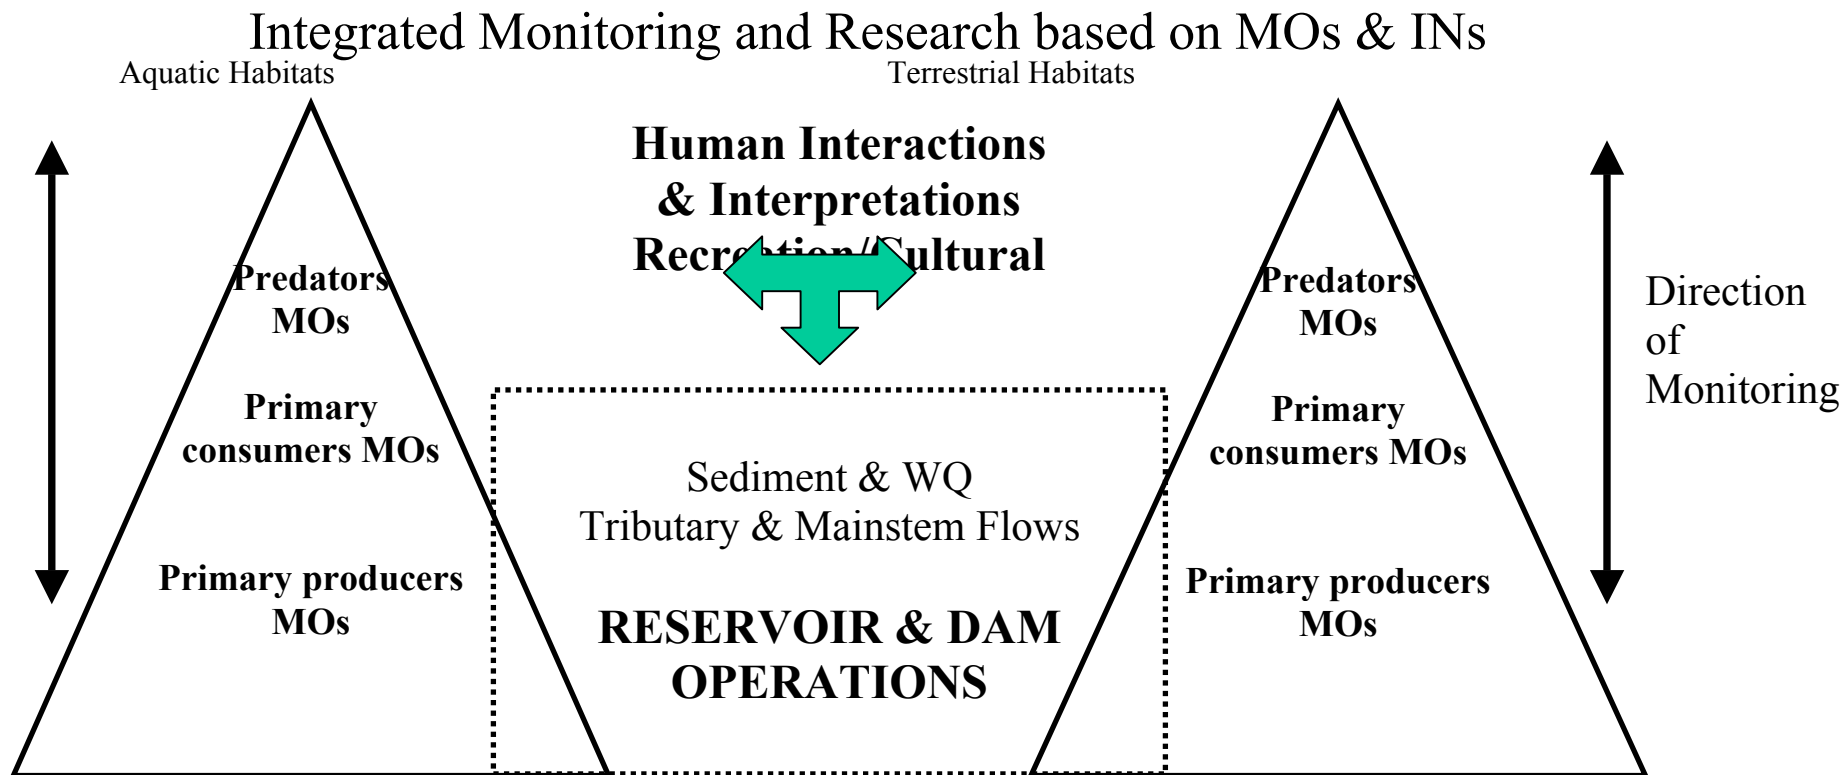 Integrated Monitoring and Research based on MOs & INs
Aquatic Habitats
Terrestrial Habitats
Human Interactions
& Interpretations
Recreation/Cultural
Predators
MOs
Primary
consumers MOs
Primary producers
MOs
Sediment & WQ
Tributary & Mainstem Flows
RESERVOIR & DAM
OPERATIONS
Predators
MOs
Primary
consumers MOs
Primary producers
MOs
Direction
of
Monitoring